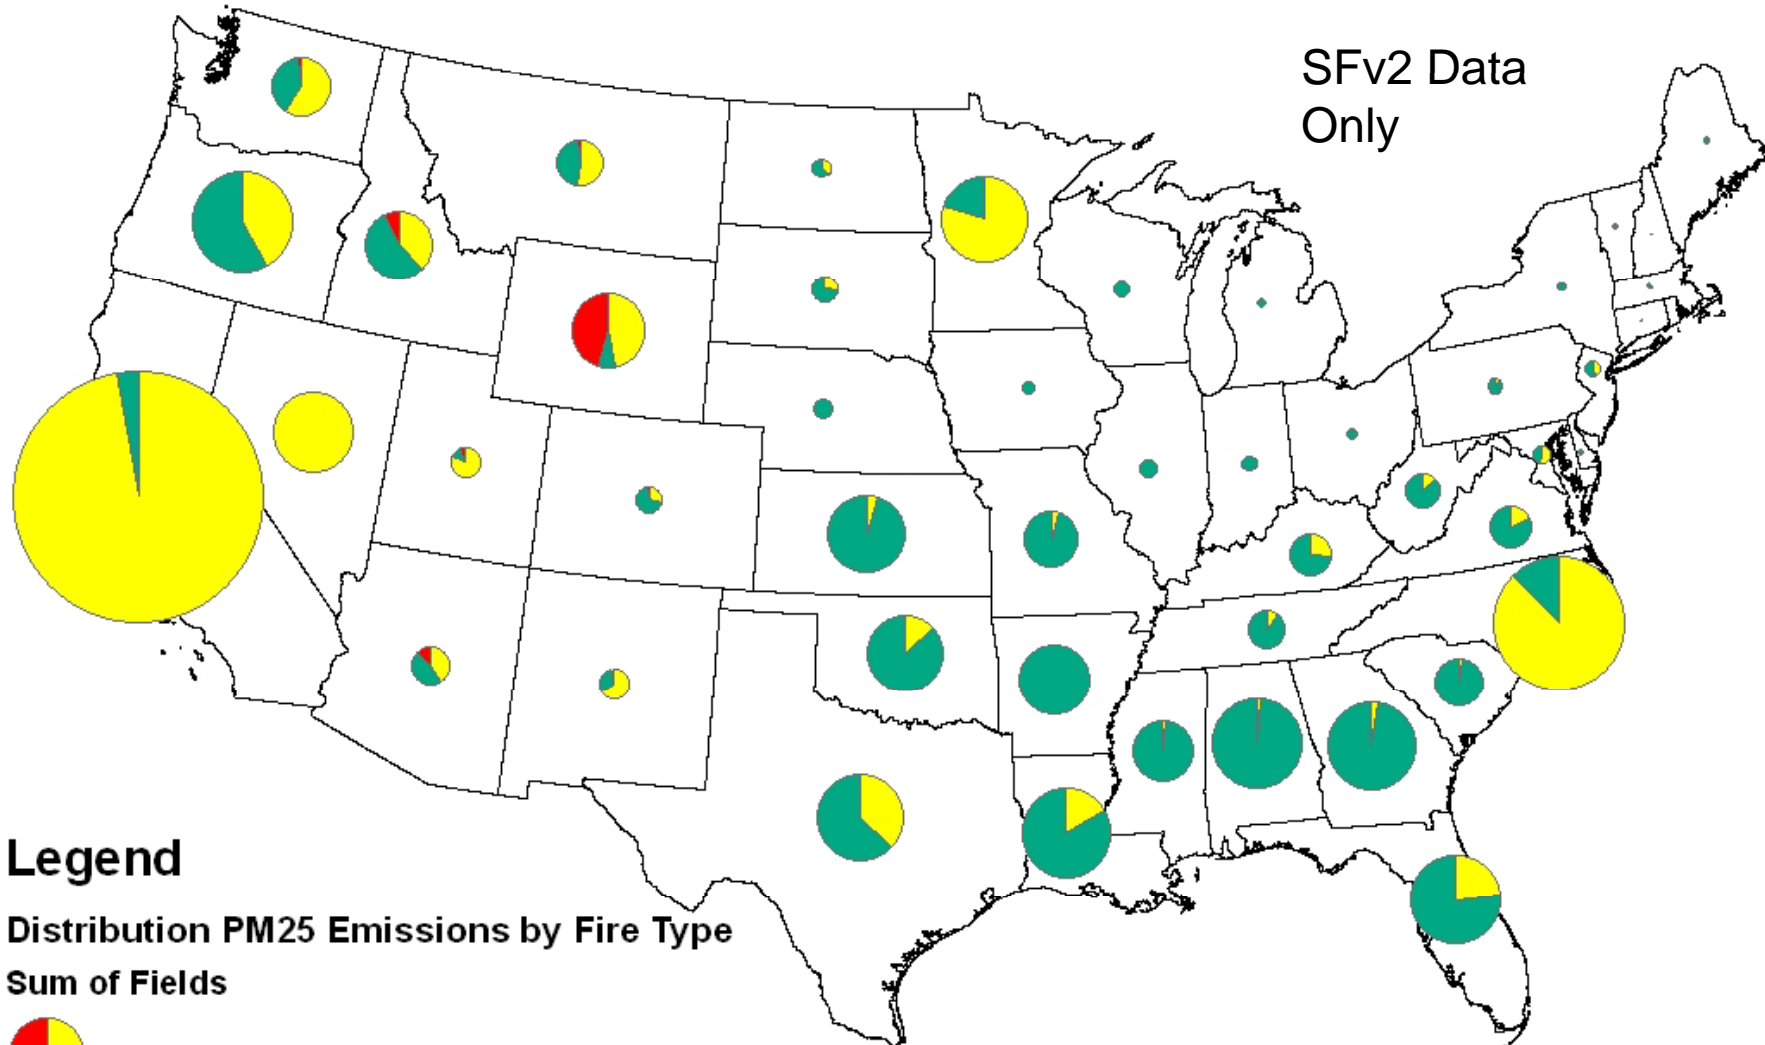 SFv2 Data
Only
Legend
Distribution PM25 Emissions by Fire Type
Sum of Fields